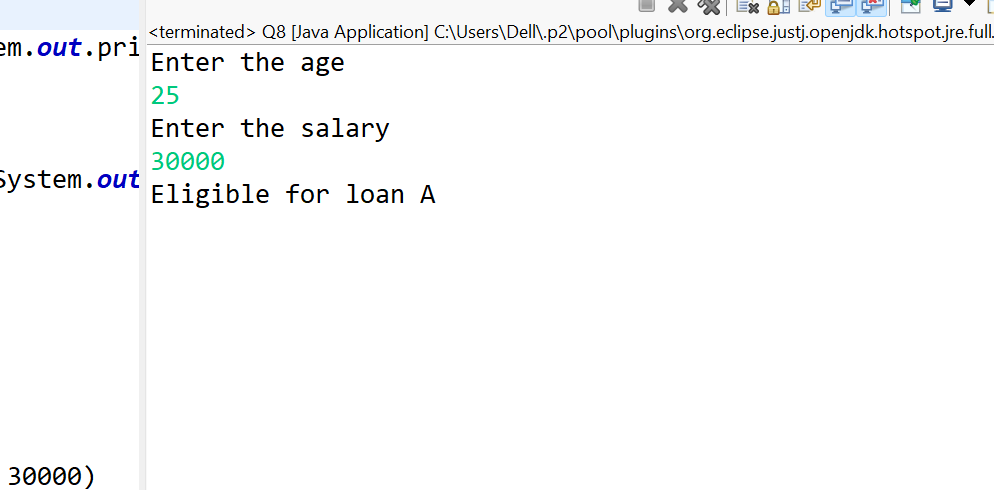 <terminated> Q8 [Java Application] C:\Users\Dell\.p2\pool\plugins\org.eclipse.justj.openjdk.hotspot.jre.full.
em.out.pri
Enter the age
25
Enter the salary
30000
System.out
Eligible for loan A
30000)